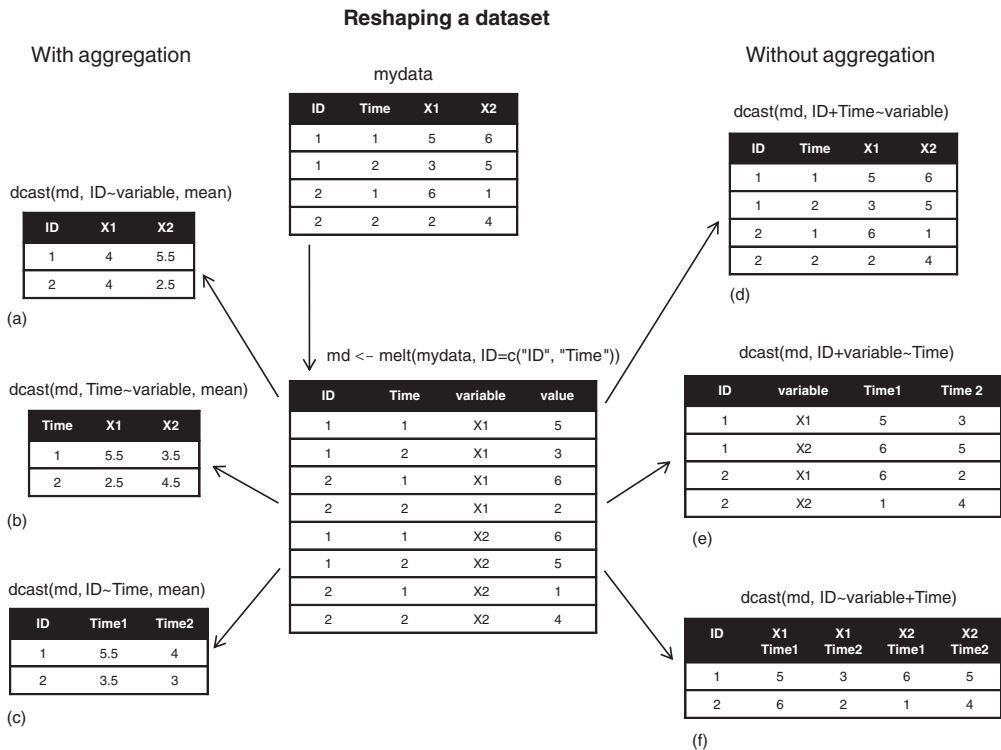 Reshaping a dataset
With aggregation
Without aggregation
mydata
ID Time X1 X2
1 1 5 6
1 2 3 5
2 1 6 1
2 2 2 4
dcast(md, ID~variable, mean)
ID X1 X2
1 4 5.5
2 4 2.5
(a)
dcast(md, Time~variable, mean)
Time X1 X2
1 5.5 3.5
2 2.5 4.5
(b)
dcast(md, ID~Time, mean)
ID Time1 Time2
1 5.5 4
2 3.5 3
(c)
md <- melt(mydata, ID=c("ID", "Time"))
ID Time variable value
1 1 X1 5
1 2 X1 3
2 1 X1 6
2 2 X1 2
1 1 X2 6
1 2 X2 5
2 1 X2 1
2 2 X2 4
dcast(md, ID+Time~variable)
ID Time X1 X2
1 1 5 6
1 2 3 5
2 1 6 1
2 2 2 4
(d)
dcast(md, ID+variable~Time)
ID variable Time1 Time 2
1 X1 5 3
1 X2 6 5
2 X1 6 2
2 X2 1 4
(e)
dcast(md, ID~variable+Time)
ID X1 X1 X2 X2
Time1 Time2 Time1 Time2
1 5 3 6 5
2 6 2 1 4
(f)